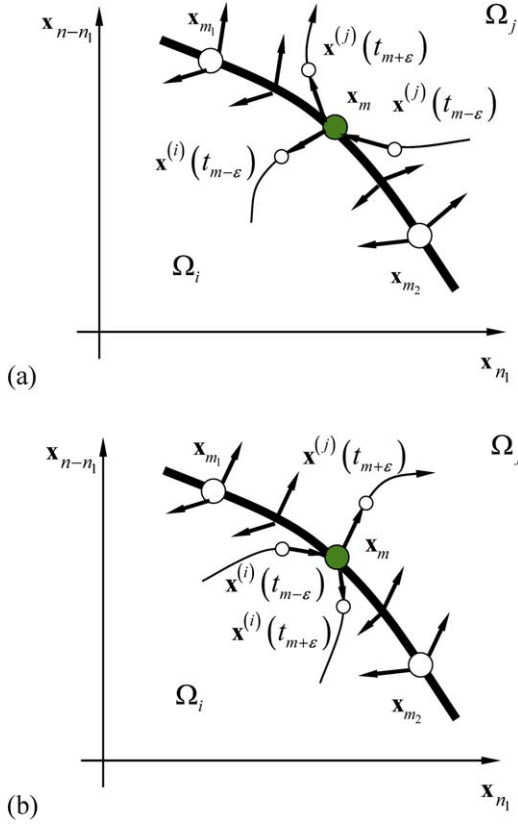 x_{n-n_1}
x_{m_1}
Ω_j
x^{(j)}(t_{m+ε})
x_m
x^{(j)}(t_{m-ε})
x^{(i)}(t_{m-ε})
Ω_i
x_{m_2}
(a)
x_{n_1}
x_{n-n_1}
x_{m_1}
x^{(j)}(t_{m+ε})
Ω
x_m
x^{(i)}(t_{m-ε})
x^{(i)}(t_{m+ε})
Ω_i
x_{m_2}
(b)
x_{n_1}